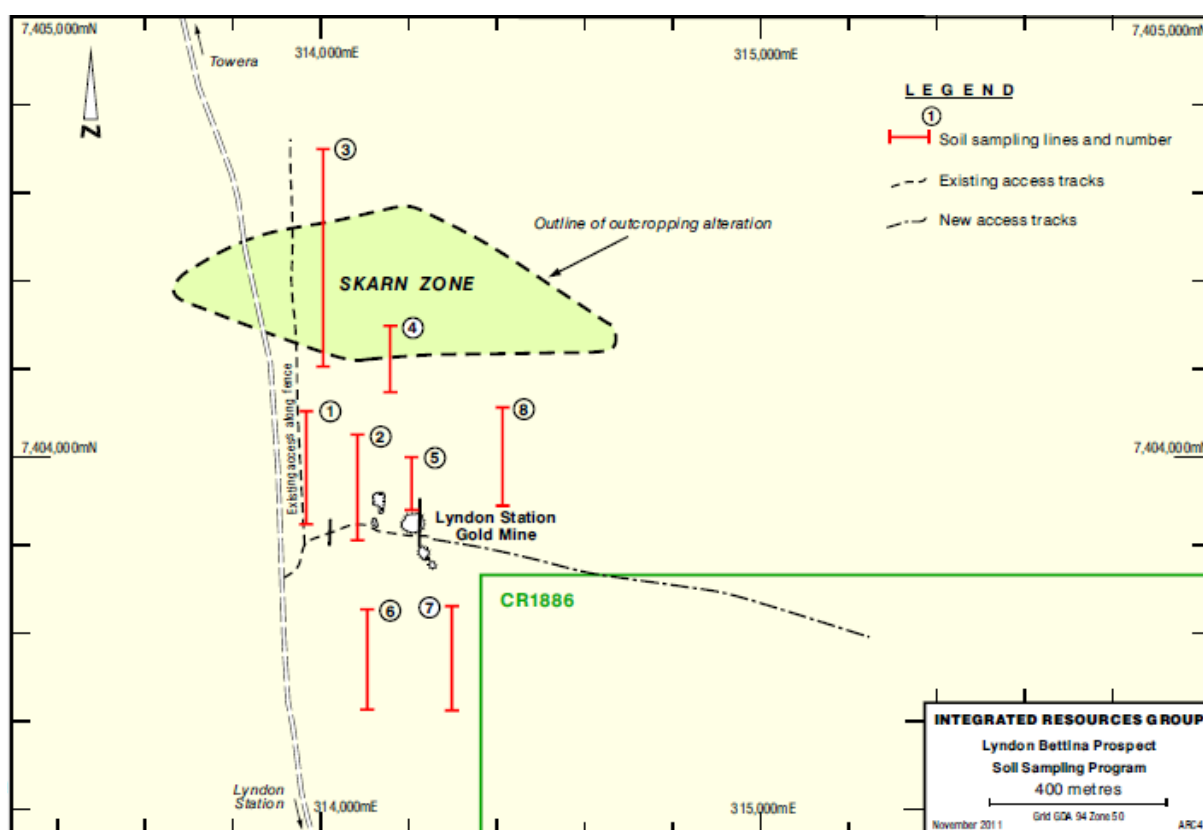 7,405,000mN
7,405,000mN
314,000mE
315,000mE
Towera
N
LEGEND
1
Soil sampling lines and number
Existing access tracks
New access tracks
3
Outline of outcropping alteration
SKARN ZONE
4
Existing access along fence
1
2
8
5
7,404,000mN
7,404,000mN
Lyndon Station
Gold Mine
CR1886
6
7
Lyndon
Station
314,000mE
315,000mE
INTEGRATED RESOURCES GROUP
Lyndon Bettina Prospect
Soil Sampling Program
400 metres
Grid GDA 94 Zone 50
November 2011